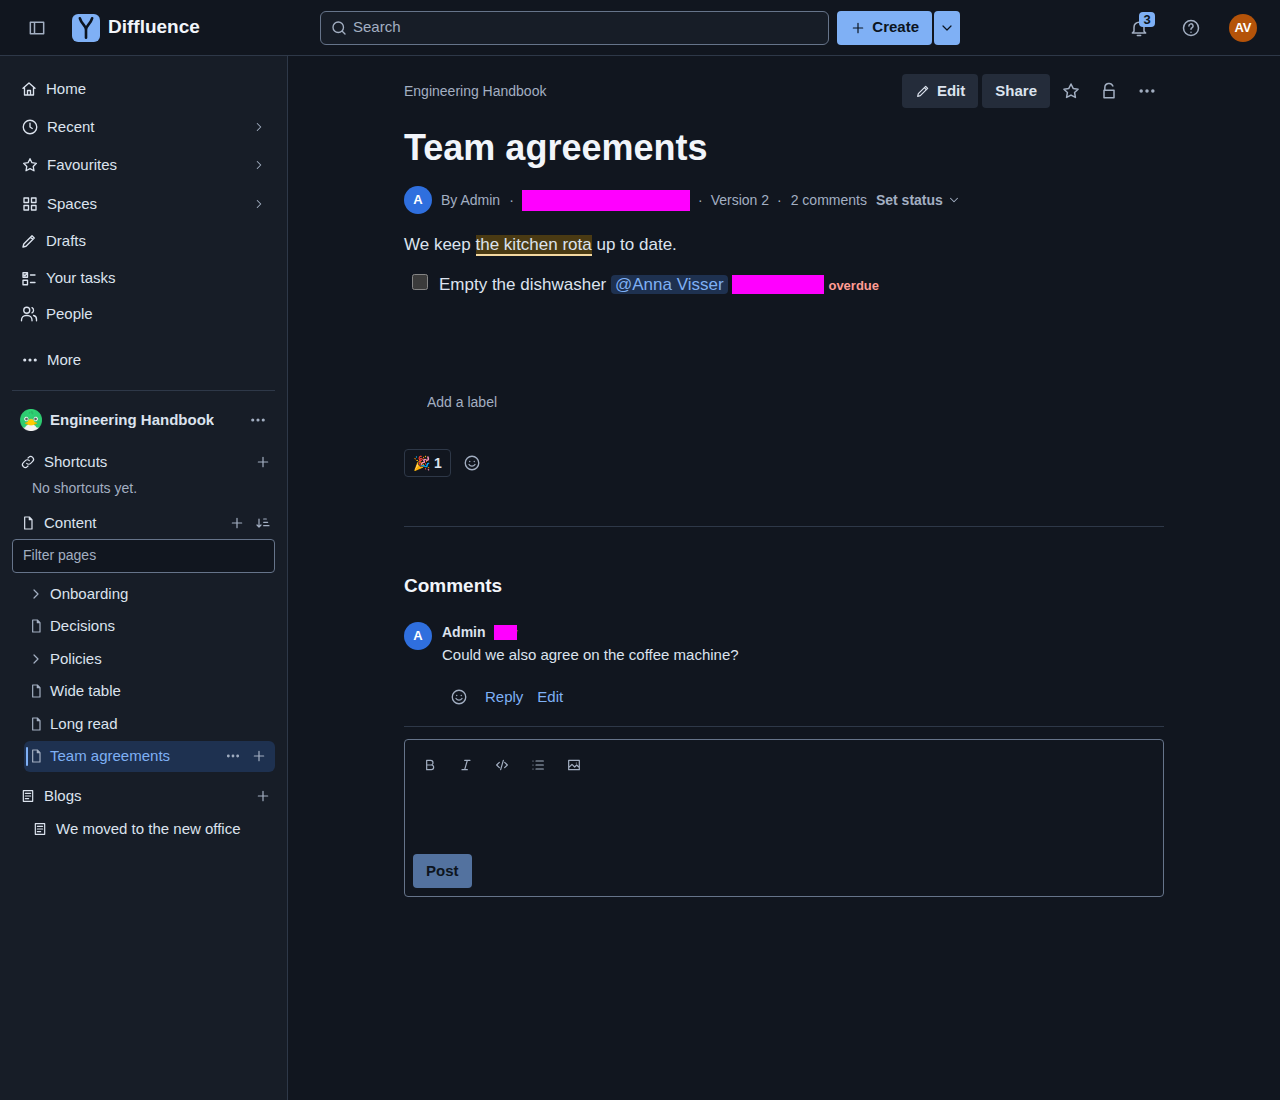 Diffluence
Search
Create
3
AV
Home
Recent
Favourites
Spaces
Drafts
Your tasks
People
More
Engineering Handbook
Shortcuts
No shortcuts yet.
Content
Filter pages
Onboarding
Decisions
Policies
Wide table
Long read
Team agreements
Blogs
We moved to the new office
Engineering Handbook
Edit
Share
Team agreements
A By Admin · · Version 2 · 2 comments Set status
We keep the kitchen rota up to date.
Empty the dishwasher @Anna Visser overdue
Add a label
🎉 1
Comments
A Admin
Could we also agree on the coffee machine?
Reply Edit
Post